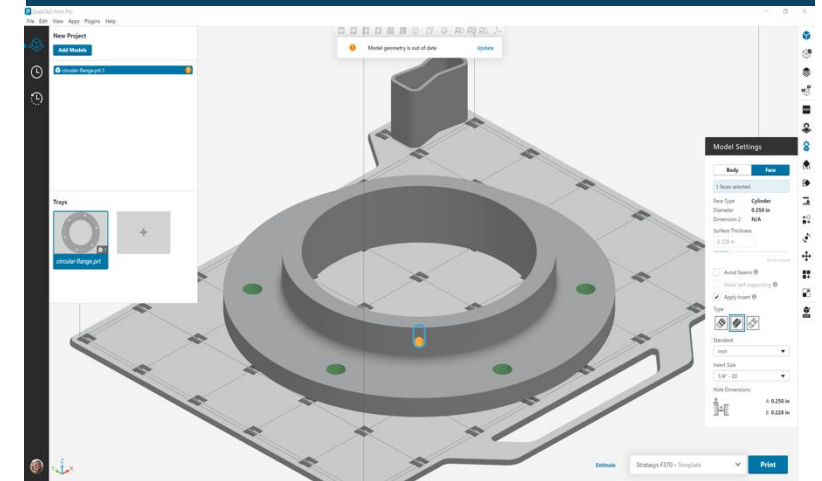 GrabCAD Print Pro
File Edit View Apps Plugins Help
New Project
Add Models
circular-flange.prt.1
Trays
circular-flange.prt
Model geometry is out of date Update
Model Settings
Body Face
1 faces selected
Face Type Cylinder
Diameter 0.250 in
Dimension 2 N/A
Surface Thickness
0.228 in
Avoid Seams
Make Self-supporting
Apply Insert
Type
Standard
Inch
Insert Size
1/4" - 20
Hole Dimensions
A 0.250 in
B 0.228 in
Z
Y X
Estimate Stratasys F370 - Template Print